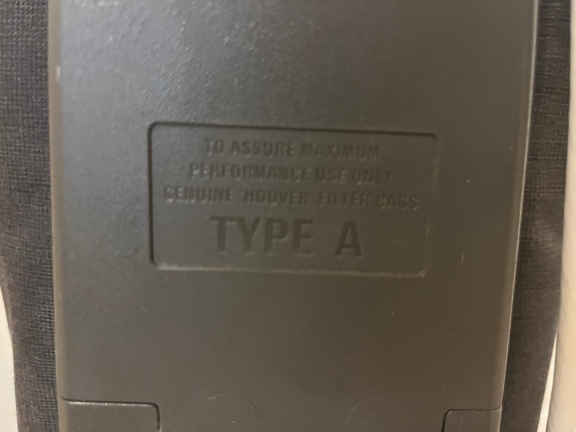 TO ASSURE MAXIMUM
PERFORMANCE USE ONLY
GENUINE HOOVER FILTER BAGS
TYPE A